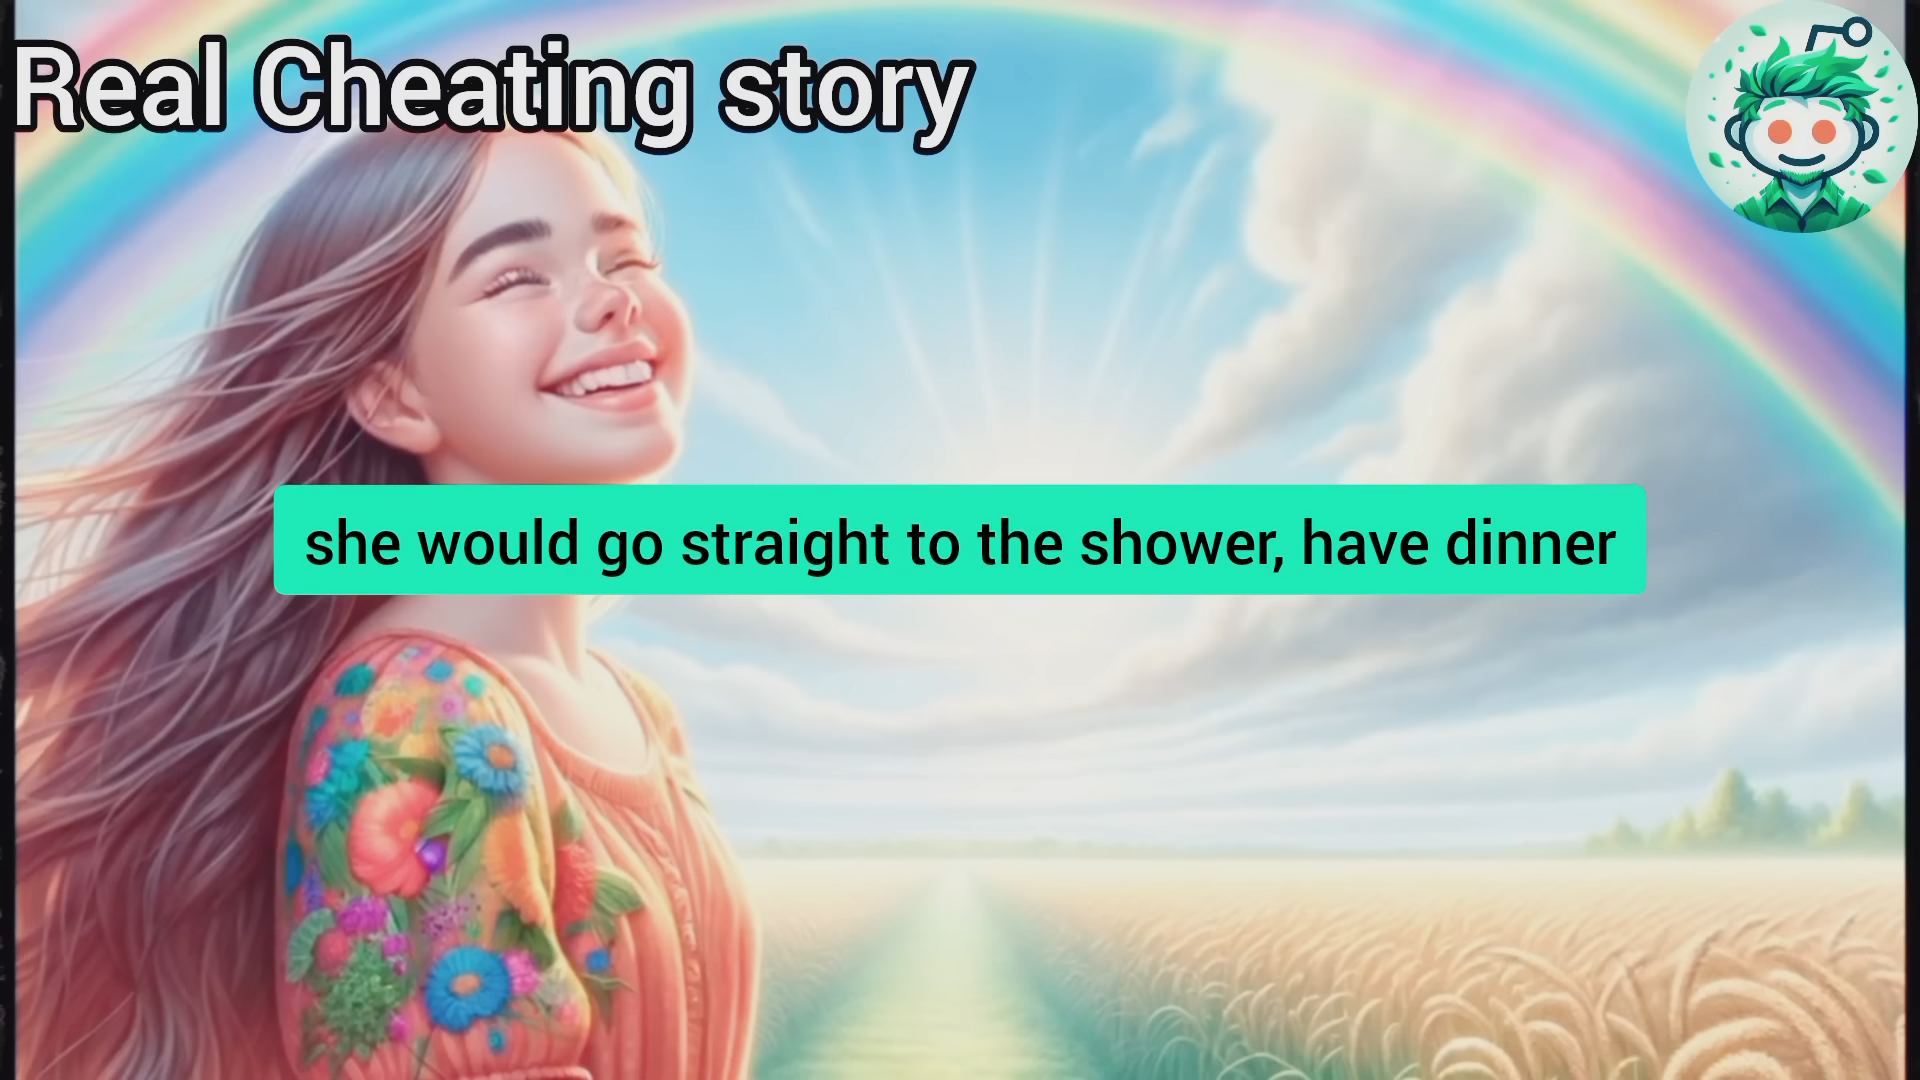 Real Cheating story
she would go straight to the shower, have dinner